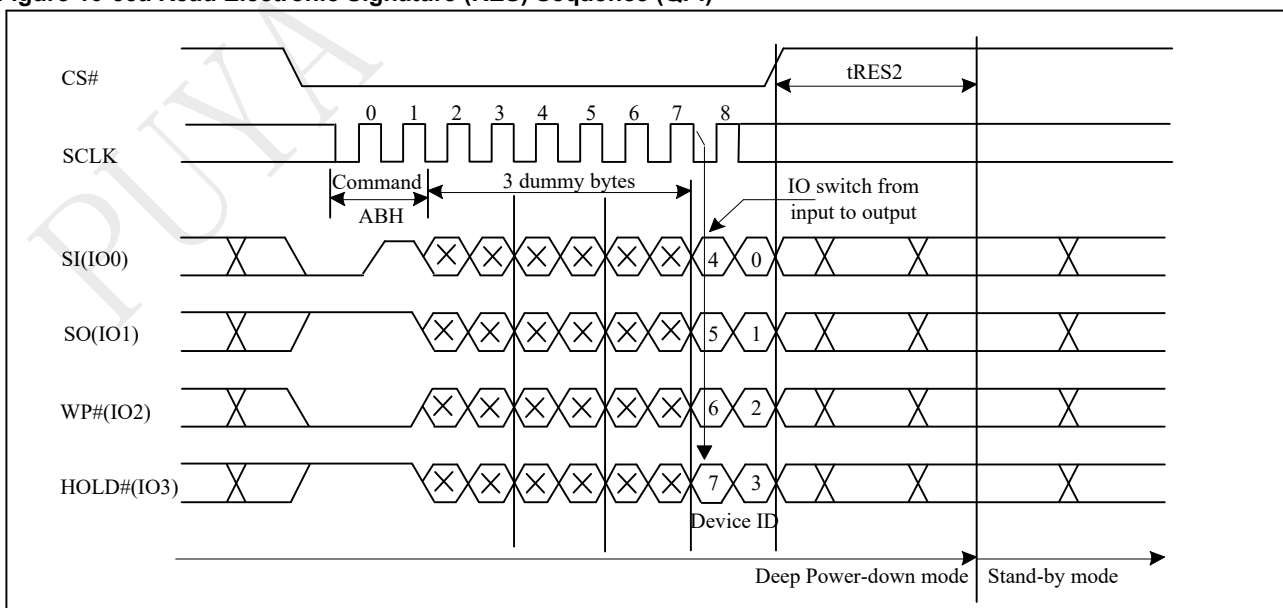 CS#
tRES2
0 1 2 3 4 5 6 7 8
SCLK
Command
ABH
3 dummy bytes
IO switch from
input to output
SI(IO0)
4 0
SO(IO1)
5 1
WP#(IO2)
6 2
HOLD#(IO3)
7 3
Device ID
Deep Power-down mode
Stand-by mode
PUYA